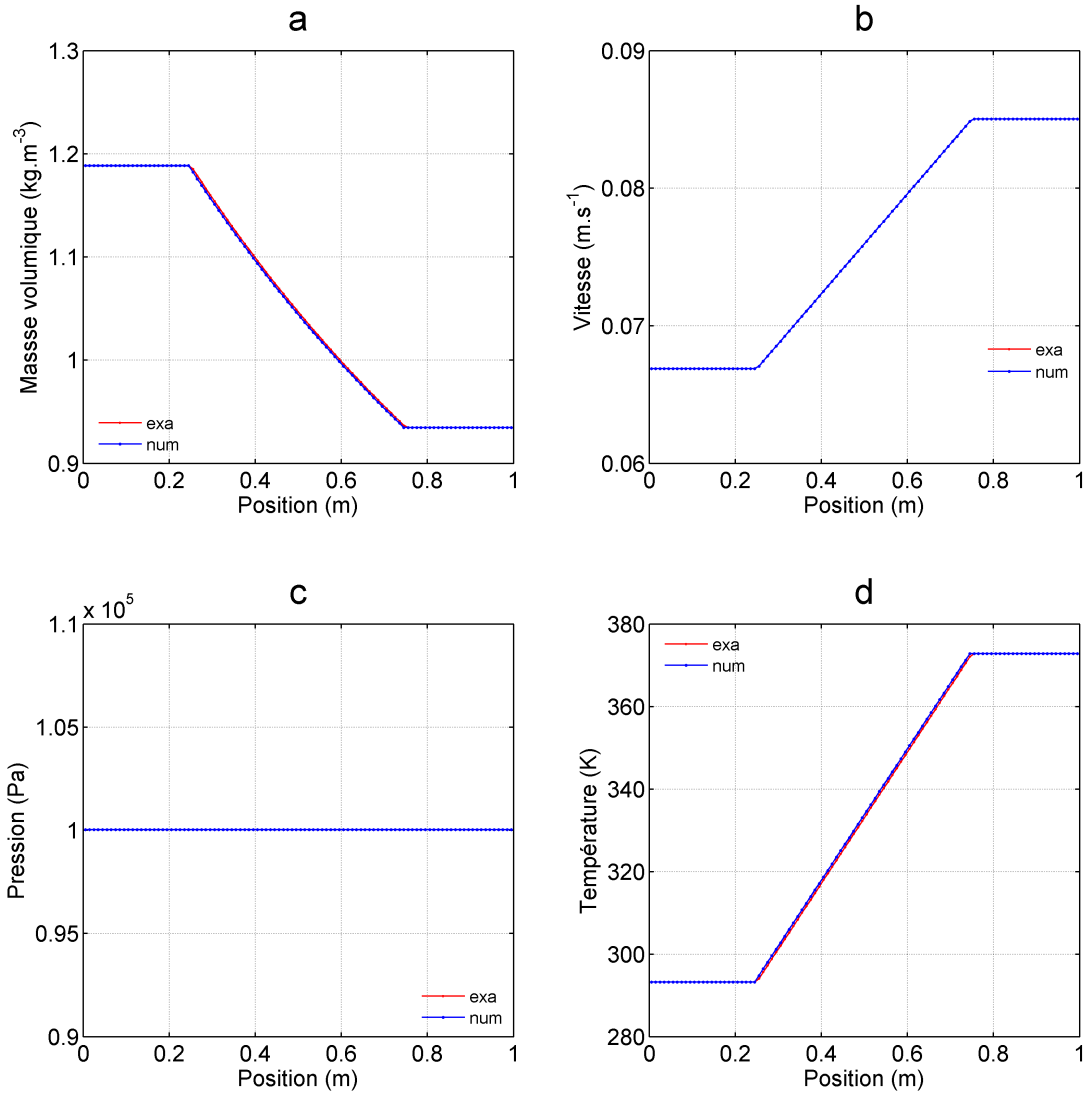 a
1.3
1.2
1.1
1
0.9
Massse volumique (kg.m-3)
exa
num
0 0.2 0.4 0.6 0.8 1
Position (m)
b
0.09
0.08
0.07
0.06
Vitesse (m.s-1)
exa
num
0 0.2 0.4 0.6 0.8 1
Position (m)
c
x 105
1.1
1.05
1
0.95
0.9
Pression (Pa)
exa
num
0 0.2 0.4 0.6 0.8 1
Position (m)
d
380
360
340
320
300
280
Température (K)
exa
num
0 0.2 0.4 0.6 0.8 1
Position (m)